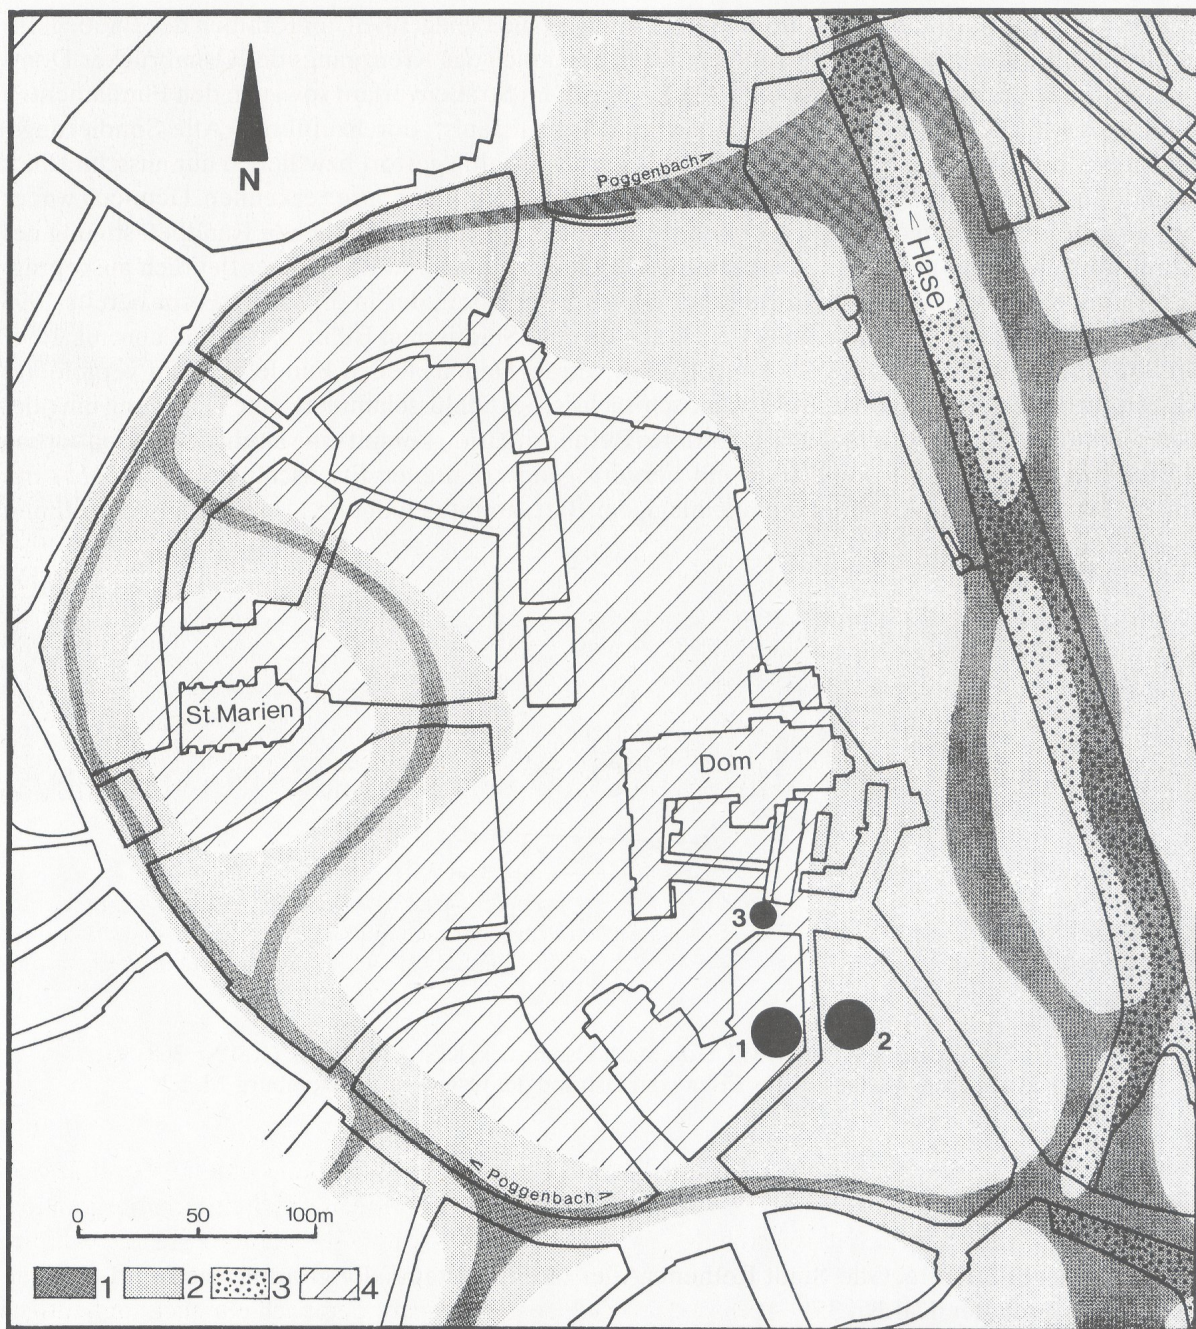 N
Poggenbach >
< Hase
St. Marien
Dom
3
1
2
< Poggenbach >
0 50 100m
1 2 3 4